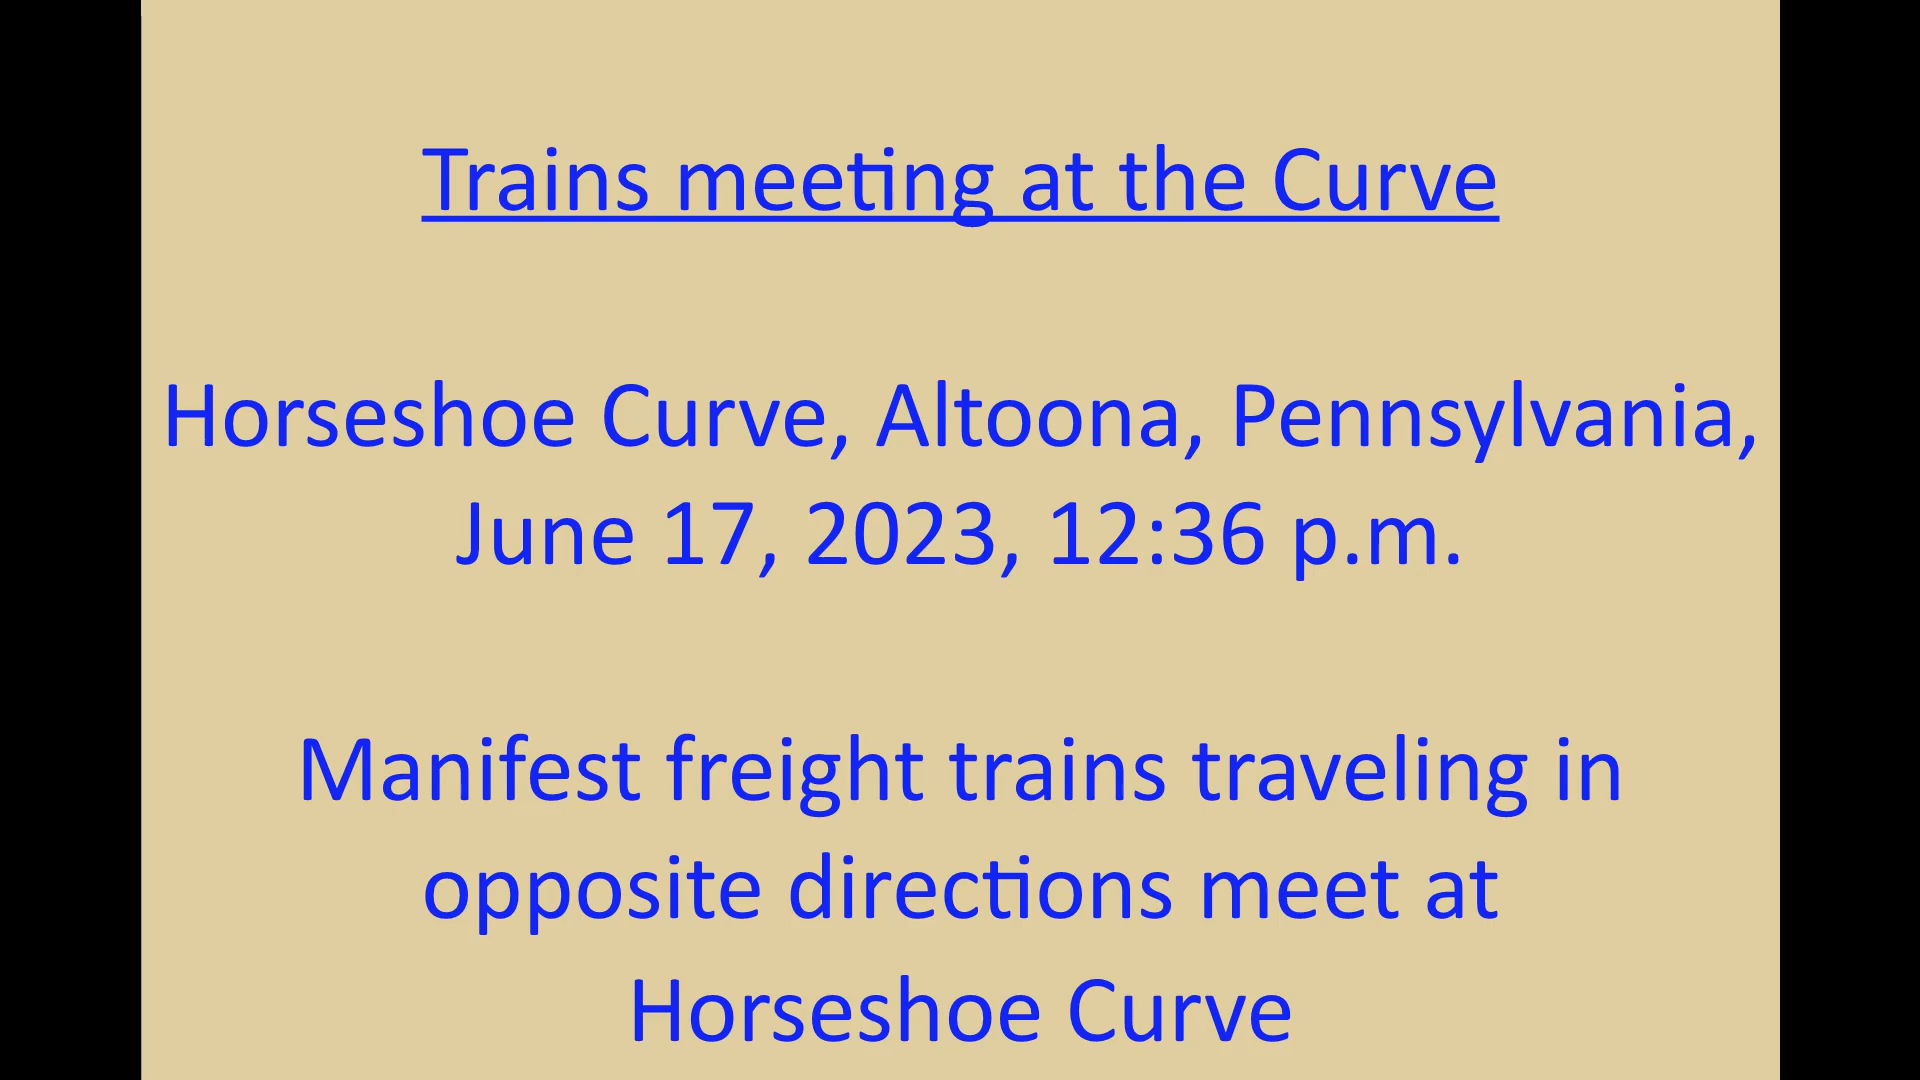 Trains meeting at the Curve
Horseshoe Curve, Altoona, Pennsylvania,
June 17, 2023, 12:36 p.m.
Manifest freight trains traveling in
opposite directions meet at
Horseshoe Curve